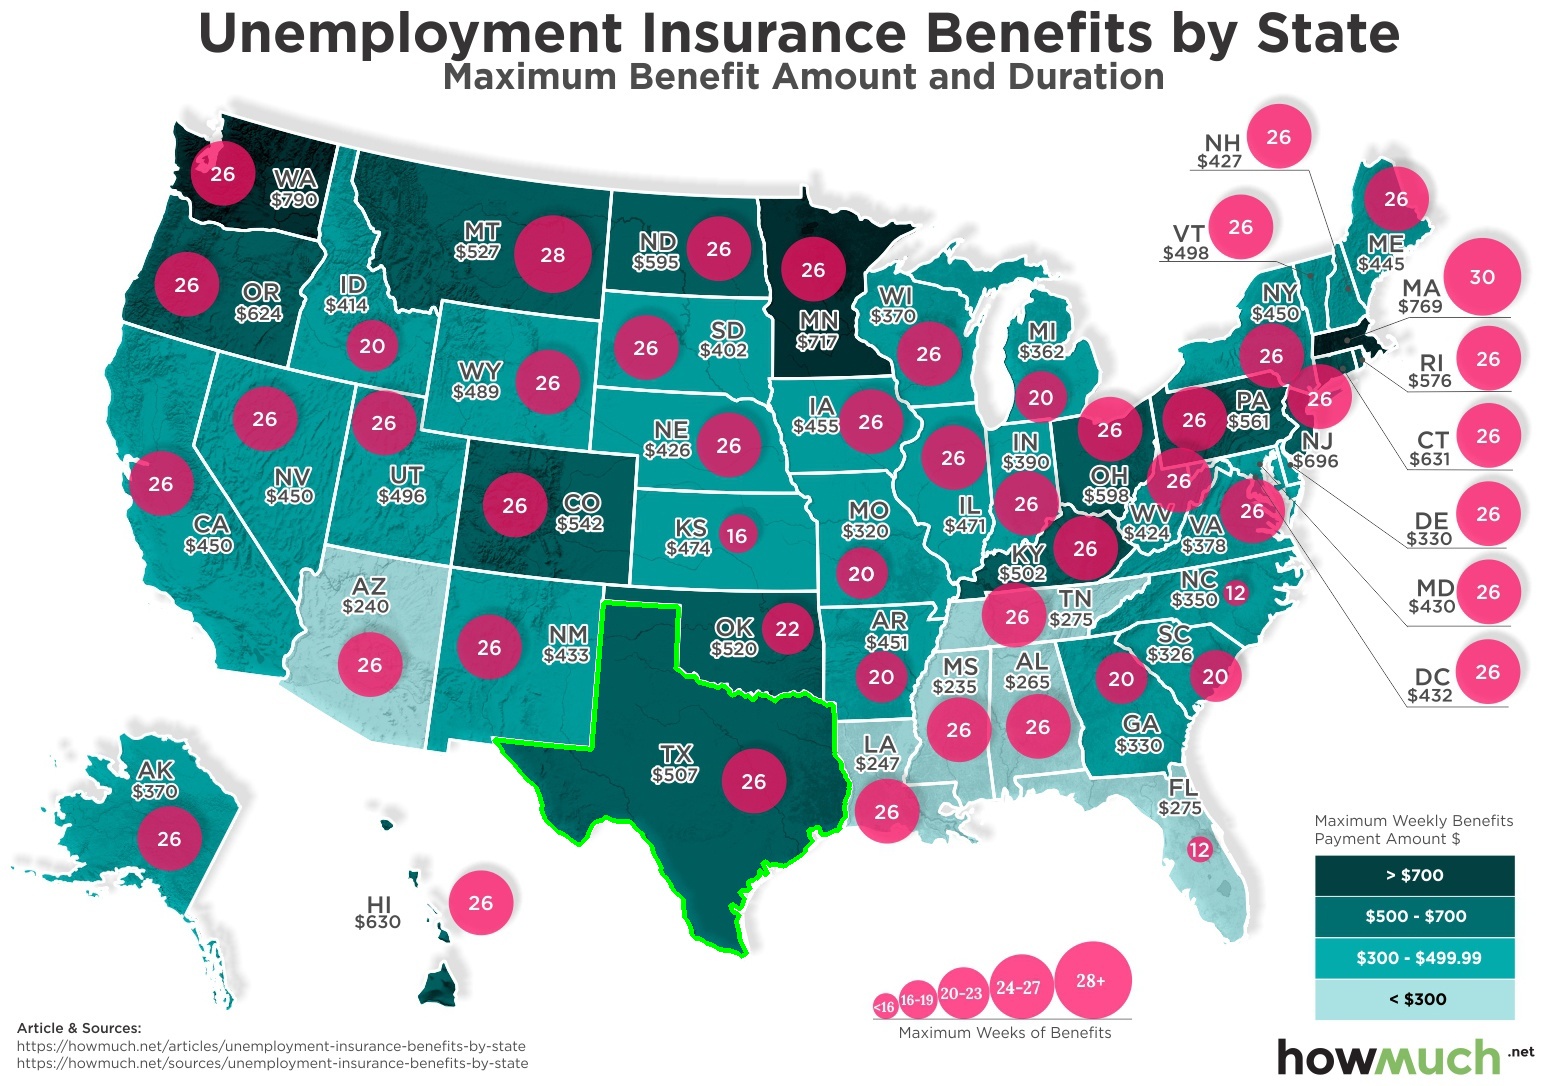 Unemployment Insurance Benefits by State
Maximum Benefit Amount and Duration
NH
$427
26
VT
$498
26
WA
$790
26
MT
$527
28
ND
$595
26
MN
$717
26
ME
$445
26
MA
$769
30
OR
$624
26
ID
$414
20
WI
$370
26
MI
$362
20
NY
$450
26
RI
$576
26
SD
$402
26
WY
$489
26
IA
$455
26
PA
$561
26
NJ
$696
26
CT
$631
26
NV
$450
26
UT
$496
26
NE
$426
26
IL
$471
26
IN
$390
26
OH
$598
26
WV
$424
26
VA
$378
26
DE
$330
26
CA
$450
26
CO
$542
26
KS
$474
16
MO
$320
20
KY
$502
26
MD
$430
26
AZ
$240
26
NM
$433
26
OK
$520
22
AR
$451
20
TN
$275
26
NC
$350
12
SC
$326
20
DC
$432
26
TX
$507
26
LA
$247
26
MS
$235
26
AL
$265
26
GA
$330
20
FL
$275
12
AK
$370
26
HI
$630
26
Maximum Weekly Benefits
Payment Amount $
> $700
$500 - $700
$300 - $499.99
< $300
<16
16-19
20-23
24-27
28+
Maximum Weeks of Benefits
Article & Sources:
https://howmuch.net/articles/unemployment-insurance-benefits-by-state
https://howmuch.net/sources/unemployment-insurance-benefits-by-state
howmuch.net